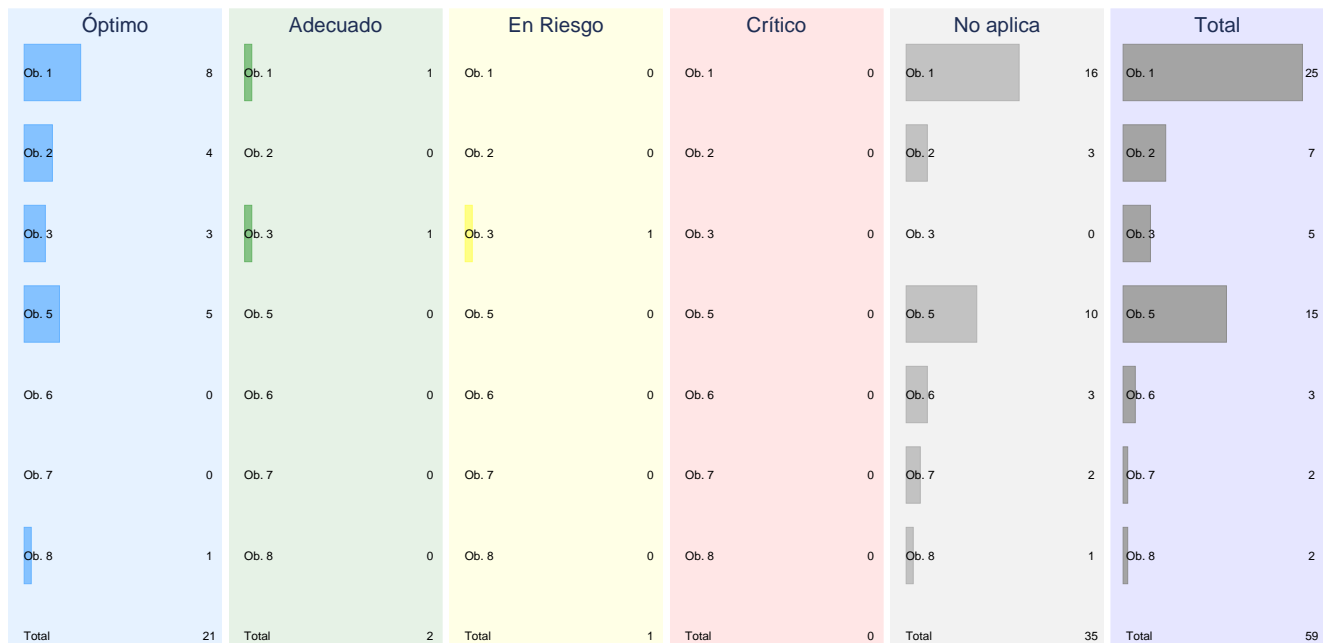 Óptimo Adecuado En Riesgo Crítico No aplica Total
Ob. 1 8 Ob. 1 1 Ob. 1 0 Ob. 1 0 Ob. 1 16 Ob. 1 25
Ob. 2 4 Ob. 2 0 Ob. 2 0 Ob. 2 0 Ob. 2 3 Ob. 2 7
Ob. 3 3 Ob. 3 1 Ob. 3 1 Ob. 3 0 Ob. 3 0 Ob. 3 5
Ob. 5 5 Ob. 5 0 Ob. 5 0 Ob. 5 0 Ob. 5 10 Ob. 5 15
Ob. 6 0 Ob. 6 0 Ob. 6 0 Ob. 6 0 Ob. 6 3 Ob. 6 3
Ob. 7 0 Ob. 7 0 Ob. 7 0 Ob. 7 0 Ob. 7 2 Ob. 7 2
Ob. 8 1 Ob. 8 0 Ob. 8 0 Ob. 8 0 Ob. 8 1 Ob. 8 2
Total 21 Total 2 Total 1 Total 0 Total 35 Total 59